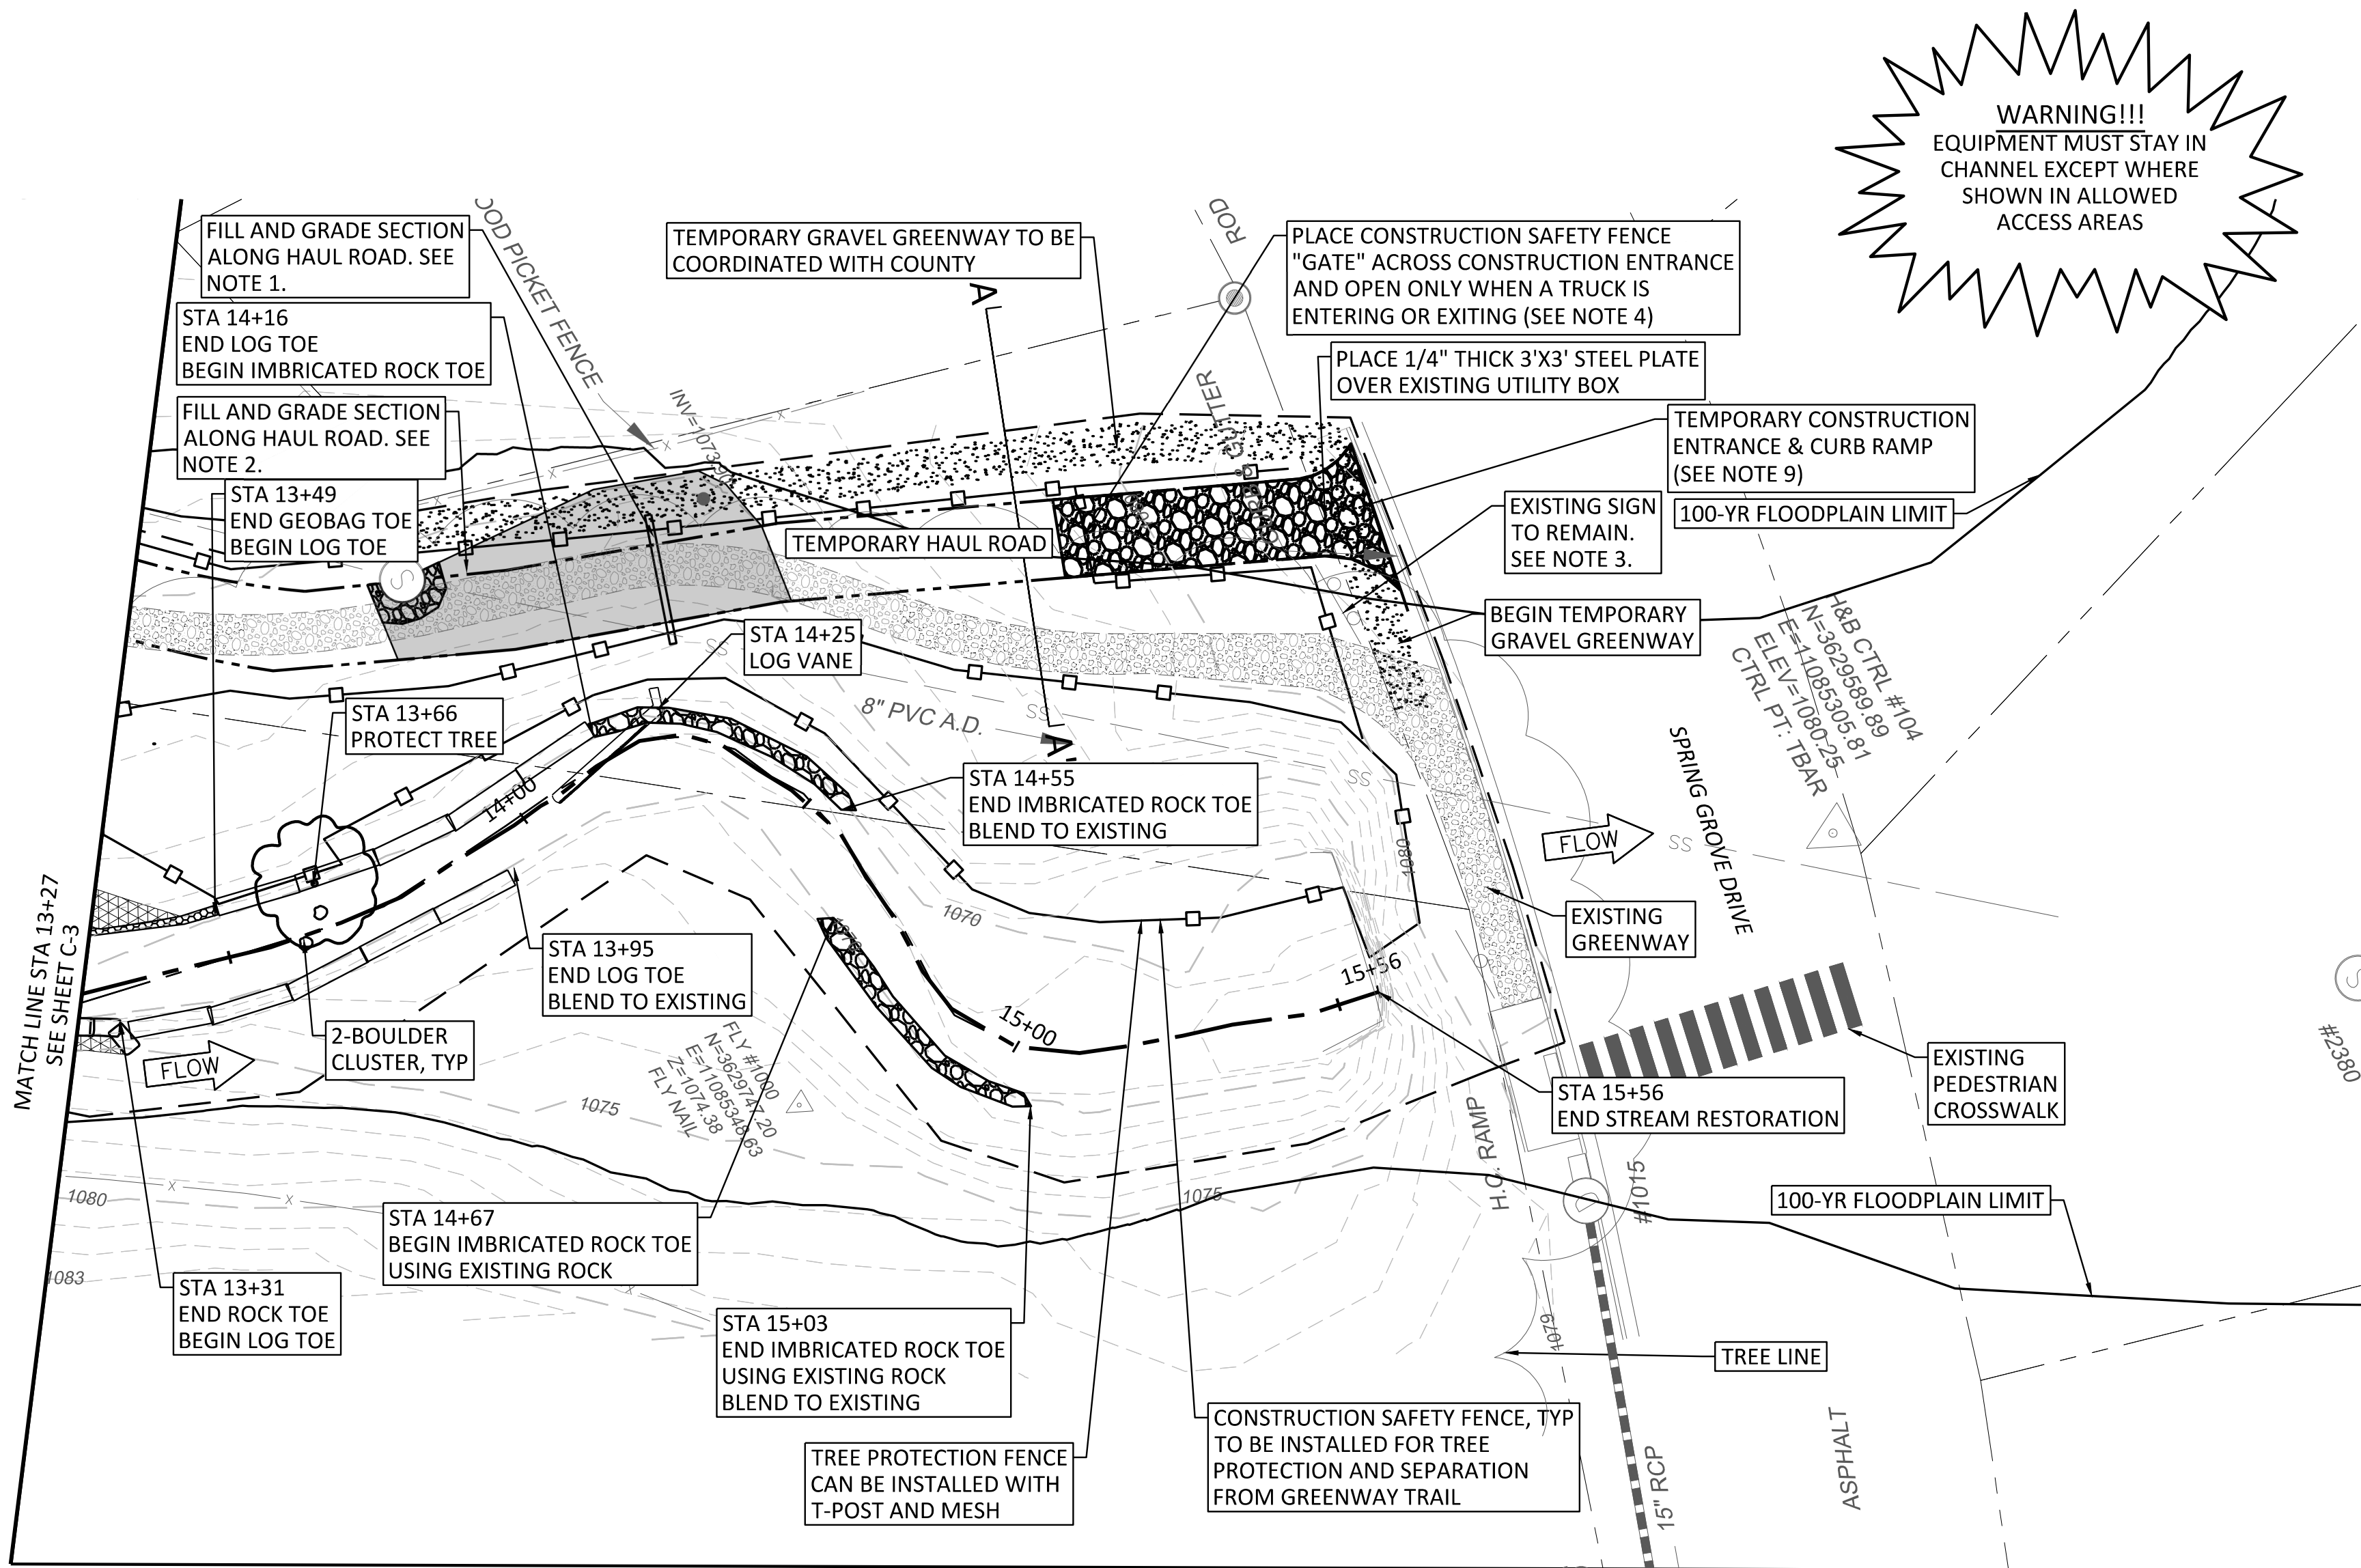 WARNING!!!
EQUIPMENT MUST STAY IN
CHANNEL EXCEPT WHERE
SHOWN IN ALLOWED
ACCESS AREAS
FILL AND GRADE SECTION
ALONG HAUL ROAD. SEE
NOTE 1.
STA 14+16
END LOG TOE
BEGIN IMBRICATED ROCK TOE
FILL AND GRADE SECTION
ALONG HAUL ROAD. SEE
NOTE 2.
STA 13+49
END GEOBAG TOE
BEGIN LOG TOE
OOD PICKET FENCE
TEMPORARY GRAVEL GREENWAY TO BE
COORDINATED WITH COUNTY
A
ROD
PLACE CONSTRUCTION SAFETY FENCE
"GATE" ACROSS CONSTRUCTION ENTRANCE
AND OPEN ONLY WHEN A TRUCK IS
ENTERING OR EXITING (SEE NOTE 4)
PLACE 1/4" THICK 3'X3' STEEL PLATE
OVER EXISTING UTILITY BOX
TEMPORARY CONSTRUCTION
ENTRANCE & CURB RAMP
(SEE NOTE 9)
EXISTING SIGN
TO REMAIN.
SEE NOTE 3.
100-YR FLOODPLAIN LIMIT
TEMPORARY HAUL ROAD
BEGIN TEMPORARY
GRAVEL GREENWAY
S
STA 14+25
LOG VANE
SS
SS
8" PVC A.D.
A'
STA 13+66
PROTECT TREE
14+00
STA 14+55
END IMBRICATED ROCK TOE
BLEND TO EXISTING
SS
1080
FLOW
SS
SPRING GROVE DRIVE
H&B CTRL #104
N=3629589.89
E=11085305.81
ELEV=1080.25
CTRL PT: TBAR
MATCH LINE STA 13+27
SEE SHEET C-3
1070
EXISTING
GREENWAY
STA 13+95
END LOG TOE
BLEND TO EXISTING
15+56
15+00
S
#2380
2-BOULDER
CLUSTER, TYP
FLOW
FLY #1000
N=3629747.20
E=11085348.63
Z=1074.38
FLY NAIL
1075
EXISTING
PEDESTRIAN
CROSSWALK
STA 15+56
END STREAM RESTORATION
H.C. RAMP
#1015
1075
1080
100-YR FLOODPLAIN LIMIT
STA 14+67
BEGIN IMBRICATED ROCK TOE
USING EXISTING ROCK
1083
STA 13+31
END ROCK TOE
BEGIN LOG TOE
STA 15+03
END IMBRICATED ROCK TOE
USING EXISTING ROCK
BLEND TO EXISTING
1079
TREE LINE
TREE PROTECTION FENCE
CAN BE INSTALLED WITH
T-POST AND MESH
CONSTRUCTION SAFETY FENCE, TYP
TO BE INSTALLED FOR TREE
PROTECTION AND SEPARATION
FROM GREENWAY TRAIL
15" RCP
ASPHALT